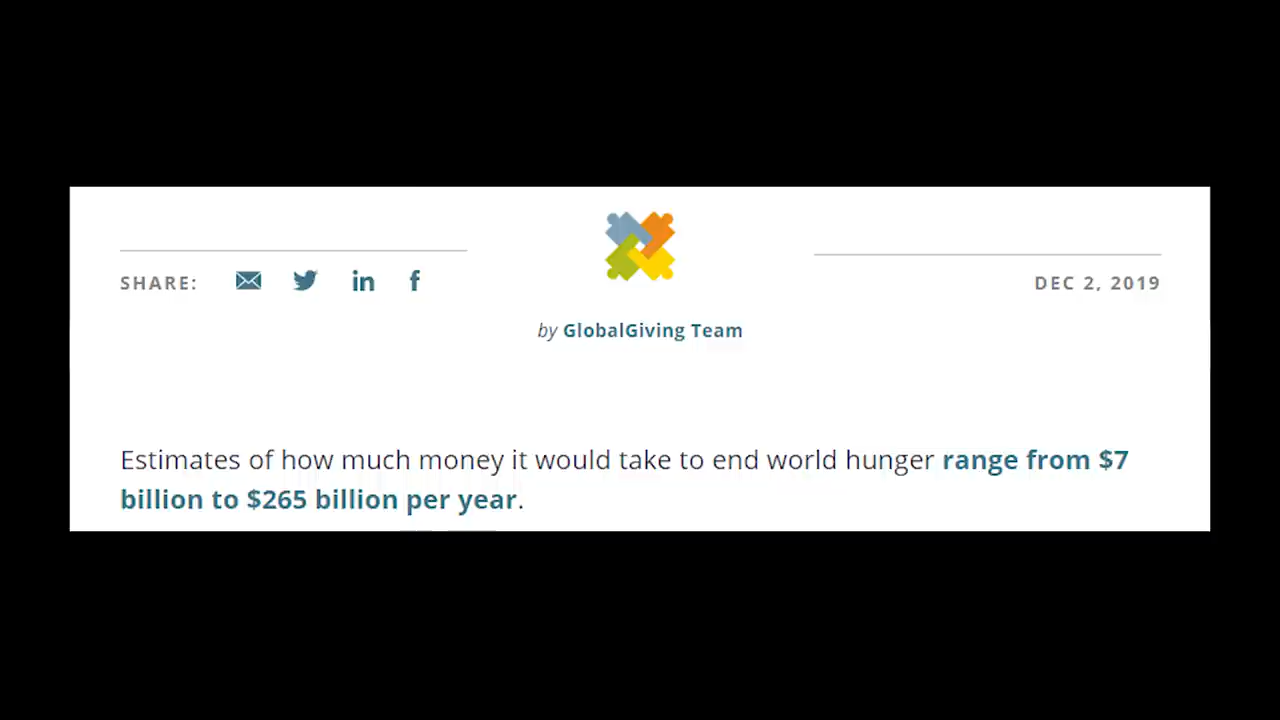 SHARE:
DEC 2, 2019
by GlobalGiving Team
Estimates of how much money it would take to end world hunger range from $7
billion to $265 billion per year.